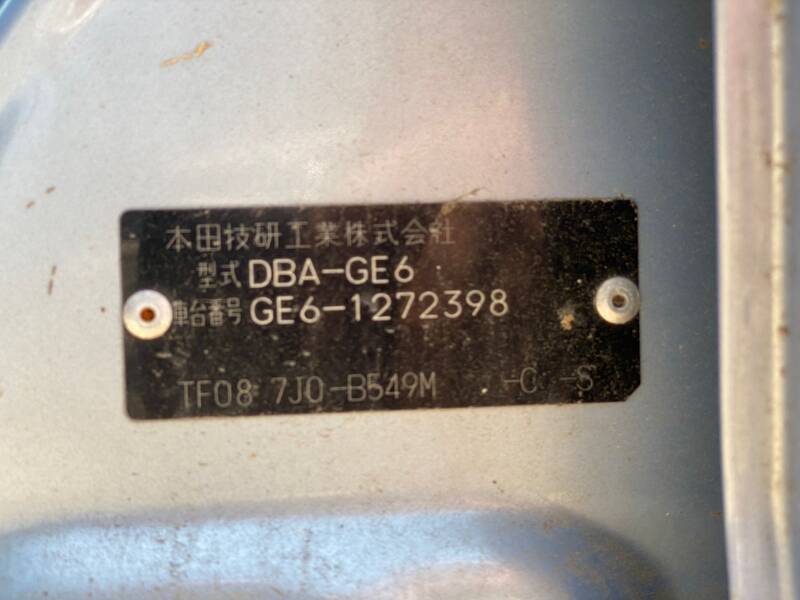 本田技研工業株式会社
型式 DBA-GE6
車台番号 GE6-1272398
TF08 7J0-B549M -C -S